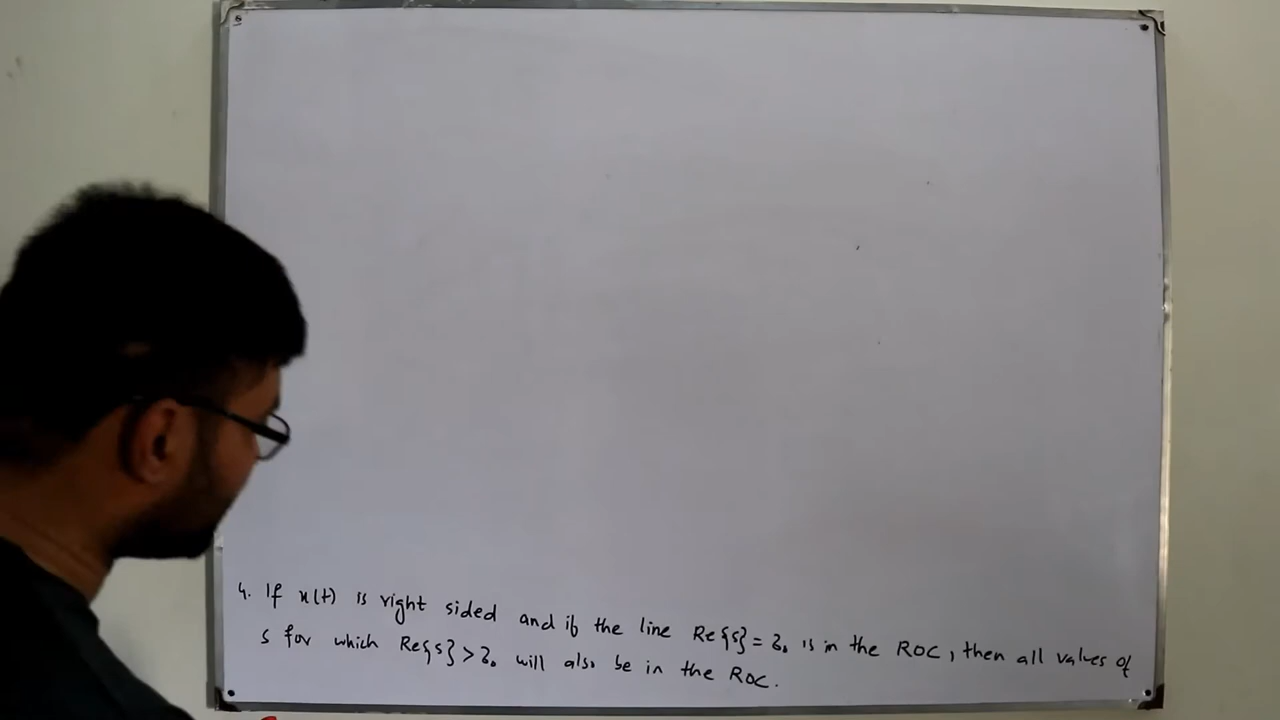 4. If x(t) is right sided and if the line Re{s} = σ₀ is in the ROC, then all values of
s for which Re{s} > σ₀ will also be in the ROC.